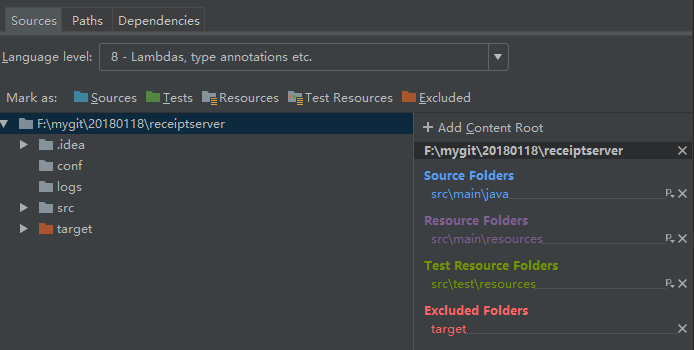 Sources Paths Dependencies
Language level: 8 - Lambdas, type annotations etc.
Mark as: Sources Tests Resources Test Resources Excluded
F:\mygit\20180118\receiptserver
.idea
conf
logs
src
target
+ Add Content Root
F:\mygit\20180118\receiptserver
Source Folders
src\main\java
Resource Folders
src\main\resources
Test Resource Folders
src\test\resources
Excluded Folders
target